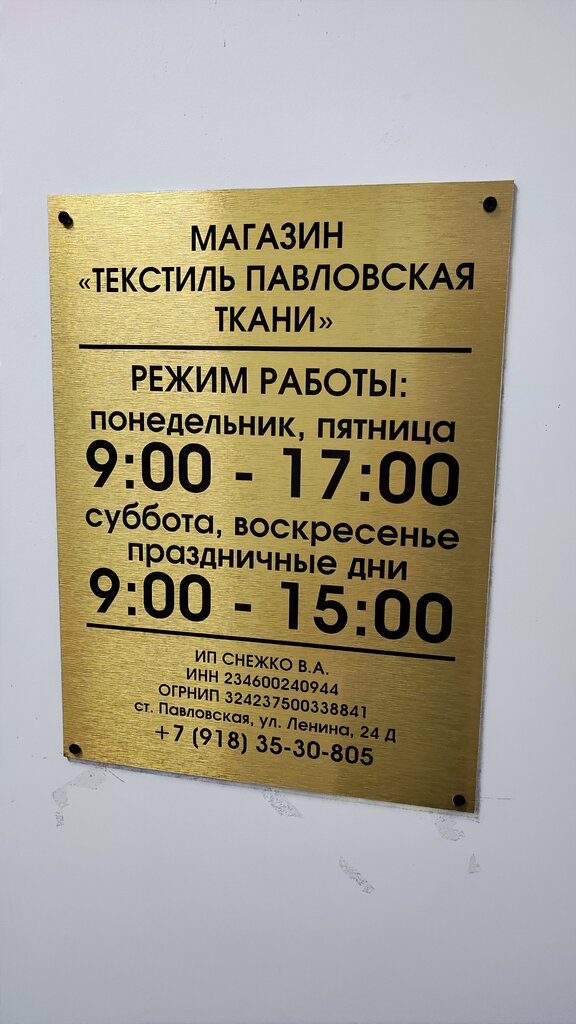 МАГАЗИН
«ТЕКСТИЛЬ ПАВЛОВСКАЯ
ТКАНИ»
РЕЖИМ РАБОТЫ:
понедельник, пятница
9:00 - 17:00
суббота, воскресенье
праздничные дни
9:00 - 15:00
ИП СНЕЖКО В.А.
ИНН 234600240944
ОГРНИП 324237500338841
ст. Павловская, ул. Ленина, 24 Д
+7 (918) 35-30-805